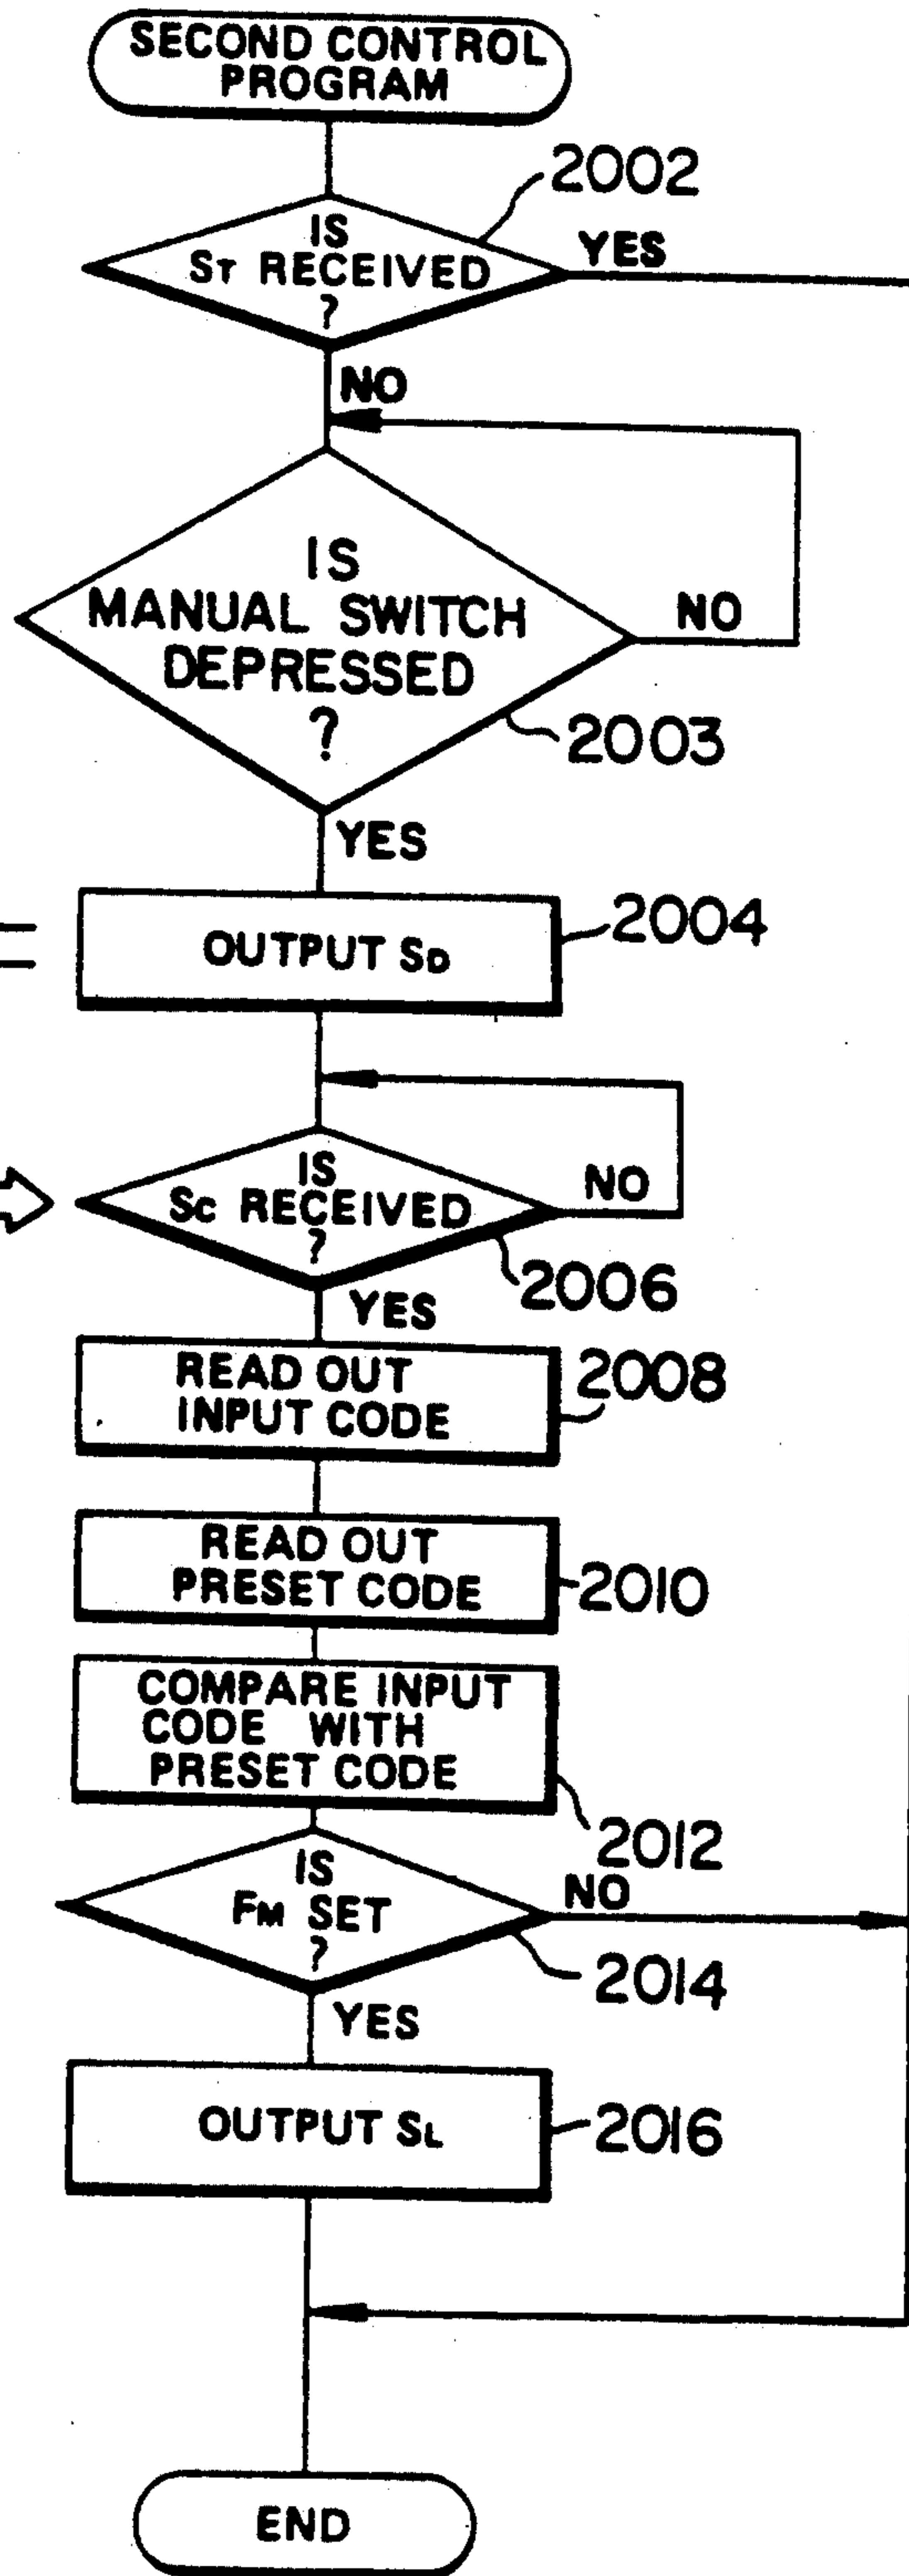 SECOND CONTROL
PROGRAM
2002
IS
ST RECEIVED
?
YES
NO
IS
MANUAL SWITCH
DEPRESSED
?
NO
2003
YES
OUTPUT SD
2004
IS
SC RECEIVED
?
NO
2006
YES
READ OUT
INPUT CODE
2008
READ OUT
PRESET CODE
2010
COMPARE INPUT
CODE WITH
PRESET CODE
2012
IS
FM SET
?
NO
2014
YES
OUTPUT SL
2016
END